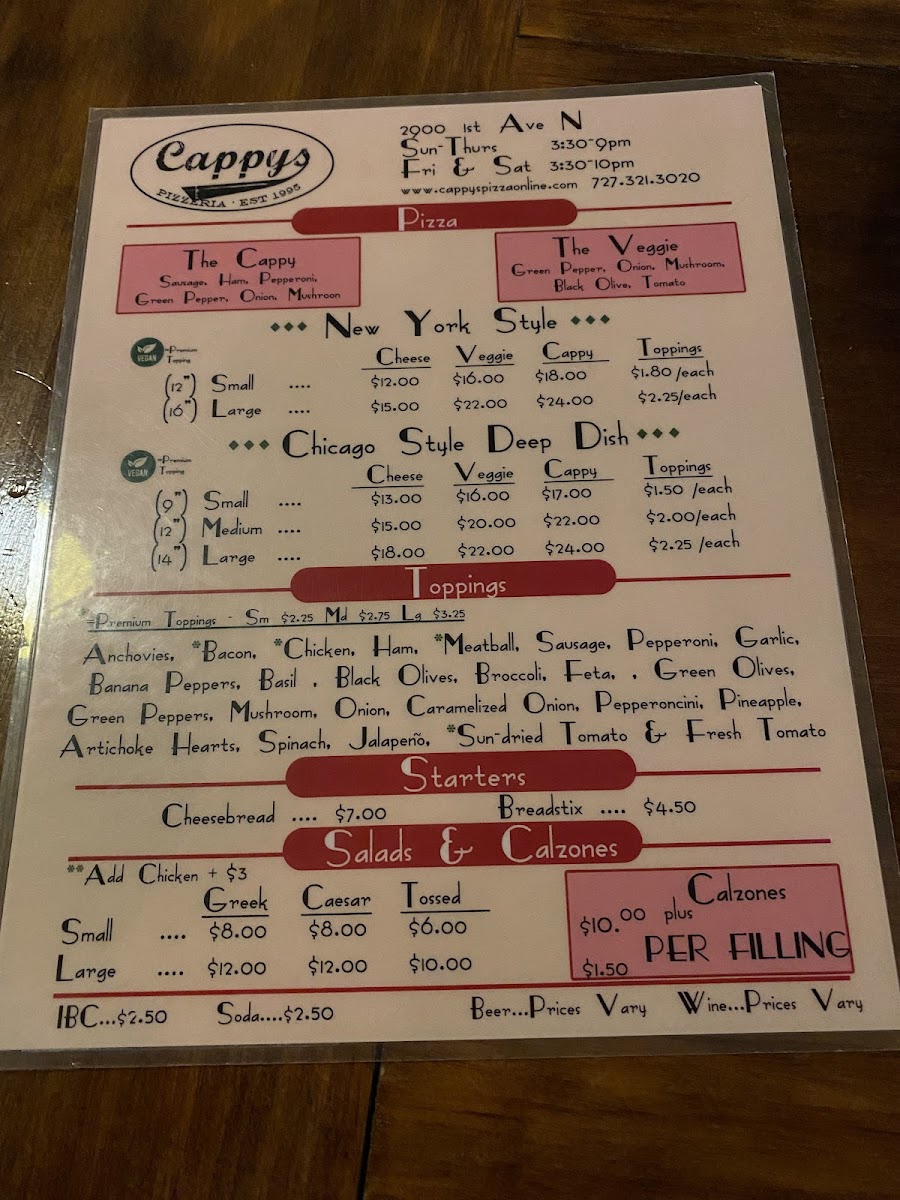 Cappys
PIZZERIA · EST 1995
2900 1st Ave N
Sun-Thurs 3:30-9pm
Fri & Sat 3:30-10pm
www.cappyspizzaonline.com 727.321.3020
Pizza
The Cappy
Sausage, Ham, Pepperoni,
Green Pepper, Onion, Mushroon
The Veggie
Green Pepper, Onion, Mushroom,
Black Olive, Tomato
New York Style
VEGAN =Premium Topping
Cheese Veggie Cappy Toppings
(12") Small .... $12.00 $16.00 $18.00 $1.80 /each
(16") Large .... $15.00 $22.00 $24.00 $2.25/each
Chicago Style Deep Dish
VEGAN =Premium Topping
Cheese Veggie Cappy Toppings
(9") Small .... $13.00 $16.00 $17.00 $1.50 /each
(12") Medium .... $15.00 $20.00 $22.00 $2.00/each
(14") Large .... $18.00 $22.00 $24.00 $2.25 /each
Toppings
*=Premium Toppings - Sm $2.25 Md $2.75 La $3.25
Anchovies, *Bacon, *Chicken, Ham, *Meatball, Sausage, Pepperoni, Garlic,
Banana Peppers, Basil , Black Olives, Broccoli, Feta, , Green Olives,
Green Peppers, Mushroom, Onion, Caramelized Onion, Pepperoncini, Pineapple,
Artichoke Hearts, Spinach, Jalapeño, *Sun-dried Tomato & Fresh Tomato
Starters
Cheesebread .... $7.00 Breadstix .... $4.50
Salads & Calzones
**Add Chicken + $3
Greek Caesar Tossed
Small .... $8.00 $8.00 $6.00
Large .... $12.00 $12.00 $10.00
Calzones
$10.00 plus
$1.50 PER FILLING
IBC...$2.50 Soda....$2.50 Beer...Prices Vary Wine...Prices Vary